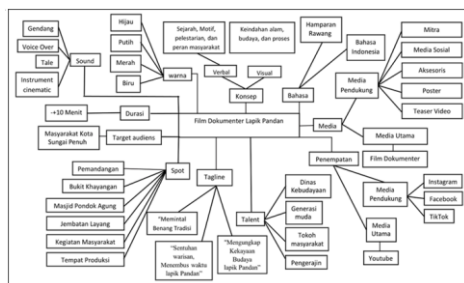 Gendang
Voice Over
Tale
Instrument
cinematic
Sound
Hijau
Putih
Merah
Biru
warna
Sejarah, Motif,
pelestarian, dan
peran masyarakat
Keindahan alam,
budaya, dan proses
Verbal
Visual
Konsep
Hamparan
Rawang
Bahasa
Indonesia
Bahasa
Mitra
Media Sosial
Aksesoris
Poster
Teaser Video
Media
Pendukung
10 Menit
Durasi
Film Dokumenter Lapik Pandan
Media
Masyarakat Kota
Sungai Penuh
Target audiens
Media Utama
Film Dokumenter
Penempatan
Pemandangan
Bukit Khayangan
Masjid Pondok Agung
Jembatan Layang
Kegiatan Masyarakat
Tempat Produksi
Spot
Tagline
"Memintal
Benang Tradisi
"Sentuhan
warisan,
Menembus waktu
lapik Pandan"
"Mengungkap
Kekayaan
Budaya
lapik Pandan"
Talent
Dinas
Kebudayaan
Generasi
muda
Tokoh
masyarakat
Pengerajin
Media
Pendukung
Instagram
Facebook
TikTok
Media
Utama
Youtube